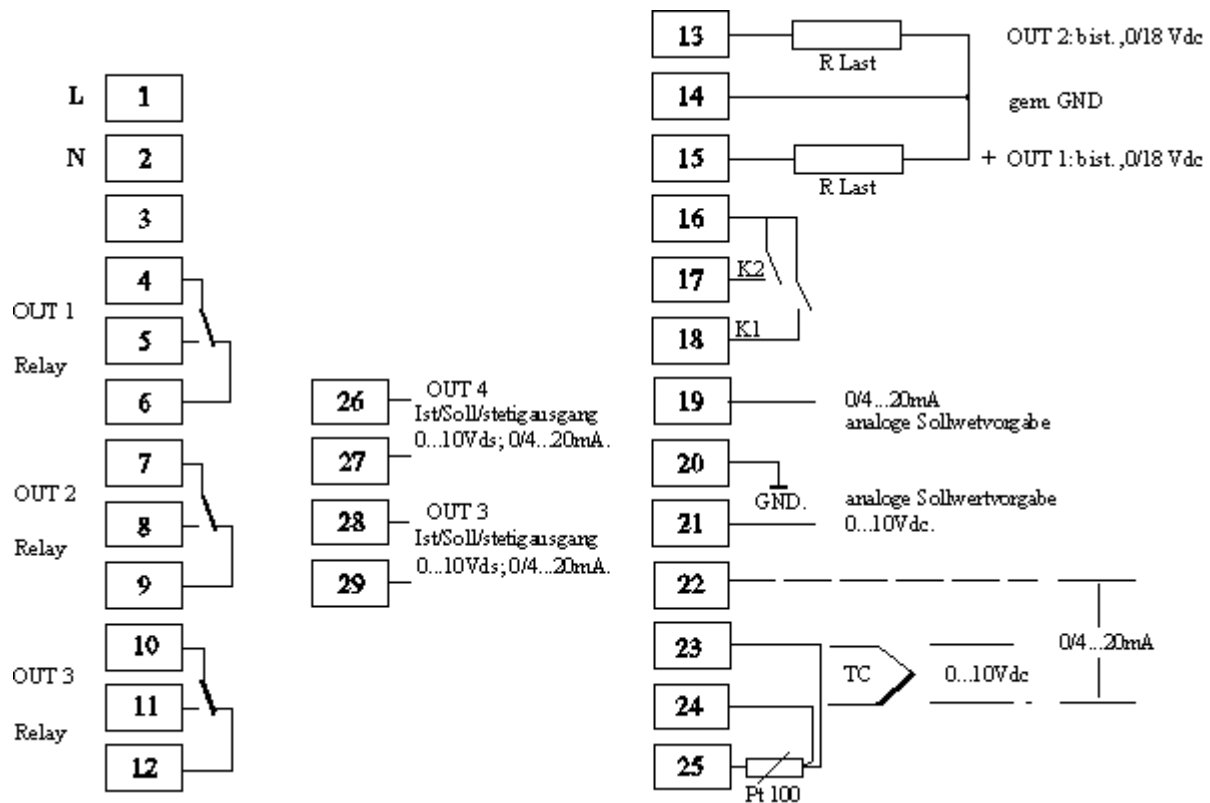 L 1
N 2
3
4
OUT 1
5
Relay
6
7
OUT 2
8
Relay
9
10
OUT 3
11
Relay
12
26 OUT 4
Ist/Soll/stetigausgang
0...10Vds; 0/4...20mA.
27
28 OUT 3
Ist/Soll/stetigausgang
0...10Vds; 0/4...20mA.
29
13 OUT 2: bist.,0/18 Vdc
R Last
14 gem. GND
15 + OUT 1: bist.,0/18 Vdc
R Last
16
17 K2
18 K1
19 0/4...20mA
analoge Sollwetvorgabe
20
GND.
analoge Sollwertvorgabe
21 0...10Vdc.
22
23 0/4...20mA
TC 0...10Vdc
24
25
Pt 100